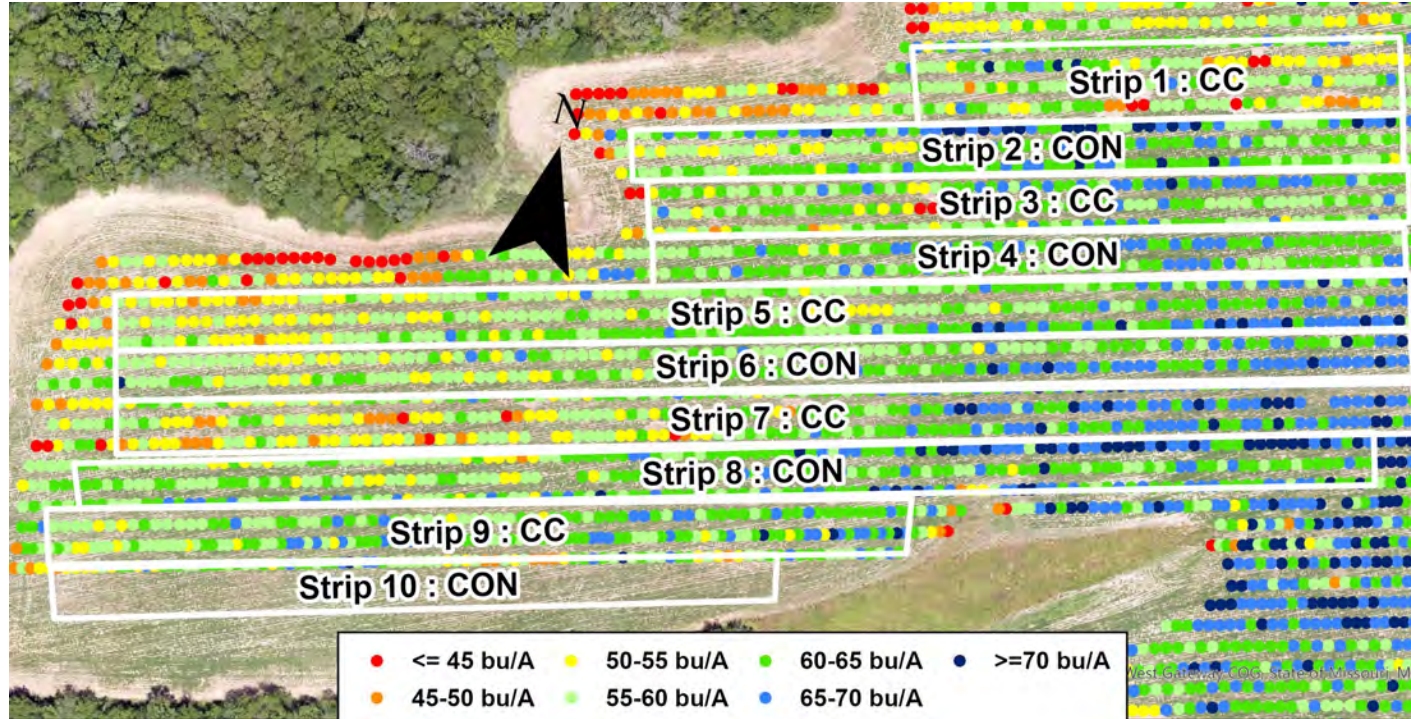 N
Strip 1 : CC
Strip 2 : CON
Strip 3 : CC
Strip 4 : CON
Strip 5 : CC
Strip 6 : CON
Strip 7 : CC
Strip 8 : CON
Strip 9 : CC
Strip 10 : CON
<= 45 bu/A 50-55 bu/A 60-65 bu/A >=70 bu/A
45-50 bu/A 55-60 bu/A 65-70 bu/A
West Gateway COG, State of Missouri, M